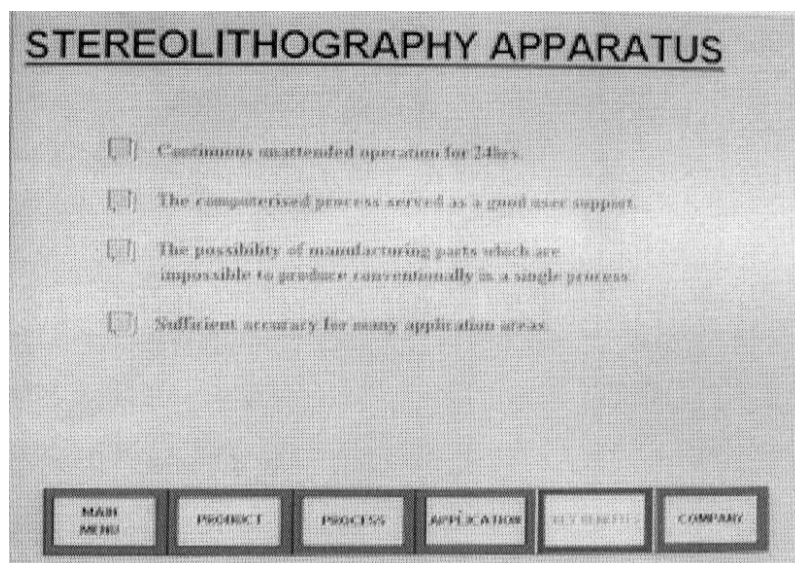 STEREOLITHOGRAPHY APPARATUS
Continuous unattended operation for 24hrs.
The computerised process served as a good user support.
The possibility of manufacturing parts which are
impossible to produce conventionally in a single process.
Sufficient accuracy for many application areas.
MAIN
MENU
PRODUCT
PROCESS
APPLICATION
KEY BENEFITS
COMPANY